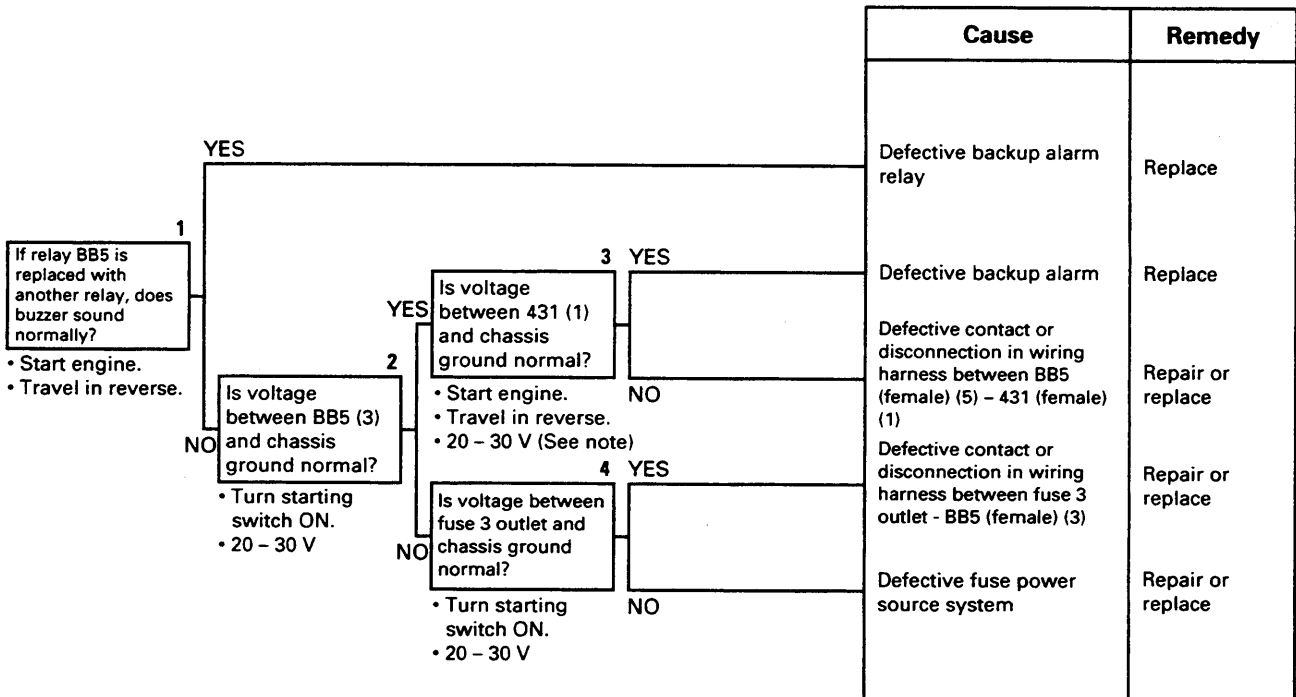 Cause
Remedy
YES
Defective backup alarm
relay
Replace
1
If relay BB5 is
replaced with
another relay, does
buzzer sound
normally?
• Start engine.
• Travel in reverse.
NO
2
Is voltage
between BB5 (3)
and chassis
ground normal?
• Turn starting
switch ON.
• 20 – 30 V
YES
3
Is voltage
between 431 (1)
and chassis
ground normal?
• Start engine.
• Travel in reverse.
• 20 – 30 V (See note)
YES
Defective backup alarm
Replace
NO
Defective contact or
disconnection in wiring
harness between BB5
(female) (5) – 431 (female)
(1)
Repair or
replace
NO
4
Is voltage between
fuse 3 outlet and
chassis ground
normal?
• Turn starting
switch ON.
• 20 – 30 V
YES
Defective contact or
disconnection in wiring
harness between fuse 3
outlet - BB5 (female) (3)
Repair or
replace
NO
Defective fuse power
source system
Repair or
replace